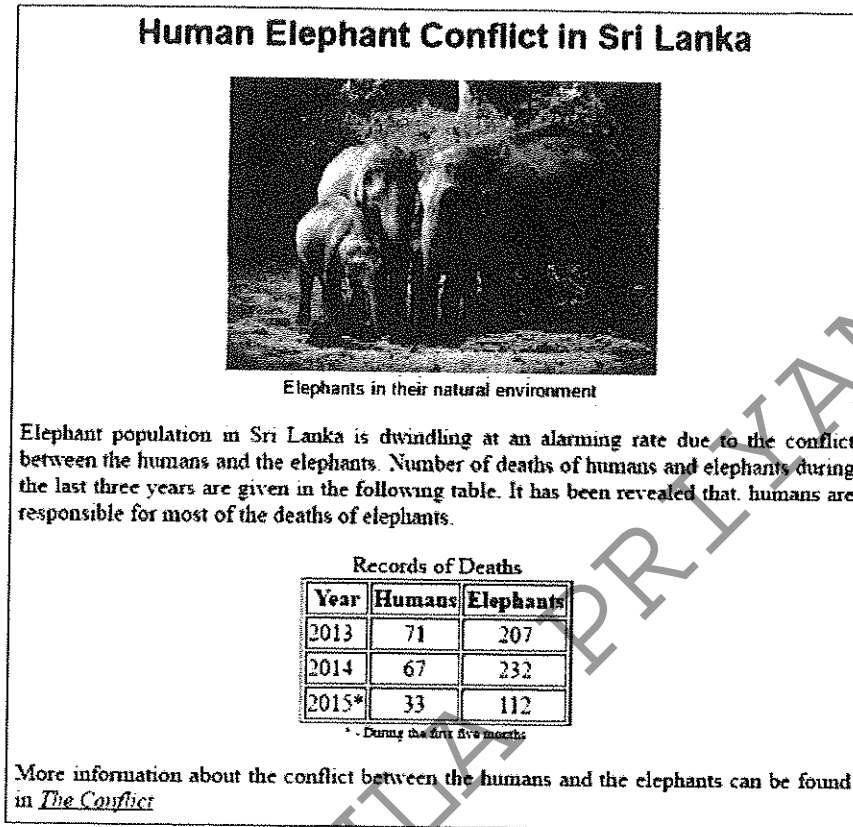 Human Elephant Conflict in Sri Lanka
Elephants in their natural environment
Elephant population in Sri Lanka is dwindling at an alarming rate due to the conflict
between the humans and the elephants. Number of deaths of humans and elephants during
the last three years are given in the following table. It has been revealed that, humans are
responsible for most of the deaths of elephants.
Records of Deaths
Year Humans Elephants
2013 71 207
2014 67 232
2015* 33 112
* - During the first five months
More information about the conflict between the humans and the elephants can be found
in The Conflict